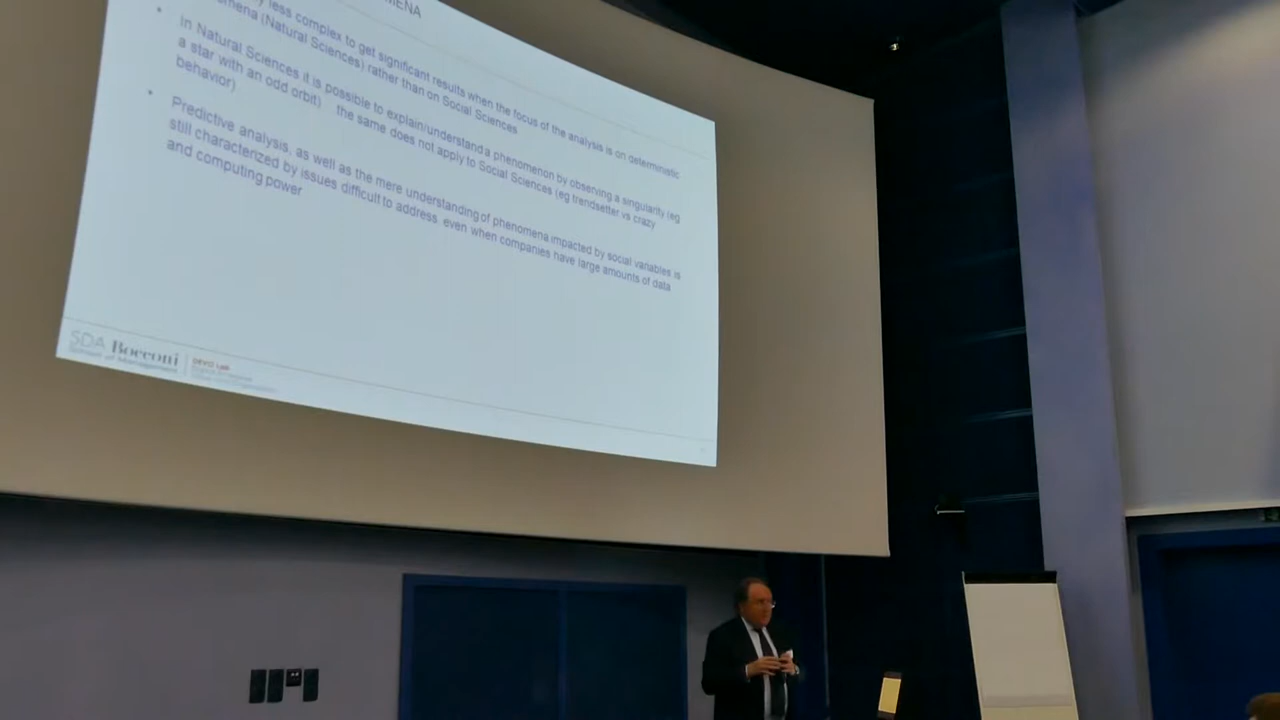 MENA
less complex to get significant results when the focus of the analysis is on deterministic
mena (Natural Sciences) rather than on Social Sciences
• In Natural Sciences it is possible to explain/understand a phenomenon by observing a singularity (eg
a star with an odd orbit) the same does not apply to Social Sciences (eg trendsetter vs crazy
behavior)
• Predictive analysis, as well as the mere understanding of phenomena impacted by social variables is
still characterized by issues difficult to address even when companies have large amounts of data
and computing power
SDA Bocconi
School of Management
DEVO Lab